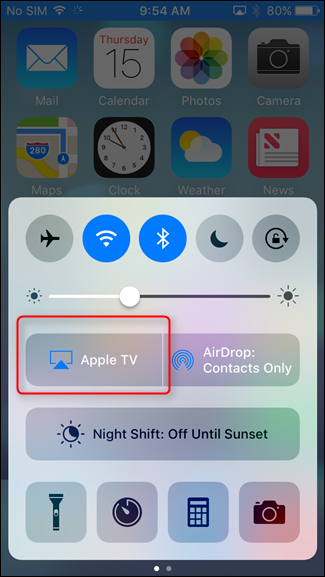 No SIM 9:54 AM 80%
Thursday
15
Mail Calendar Photos Camera
280
Maps Clock Weather News
Apple TV
AirDrop:
Contacts Only
Night Shift: Off Until Sunset